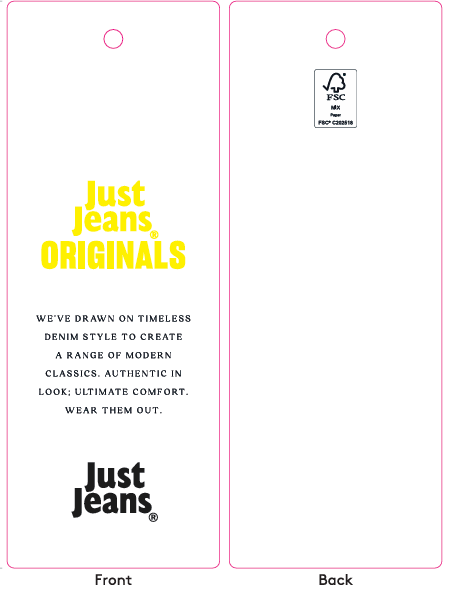 Just
Jeans®
ORIGINALS
WE'VE DRAWN ON TIMELESS
DENIM STYLE TO CREATE
A RANGE OF MODERN
CLASSICS. AUTHENTIC IN
LOOK; ULTIMATE COMFORT.
WEAR THEM OUT.
Just
Jeans®
Front
FSC
MIX
Paper
FSC® C202518
Back